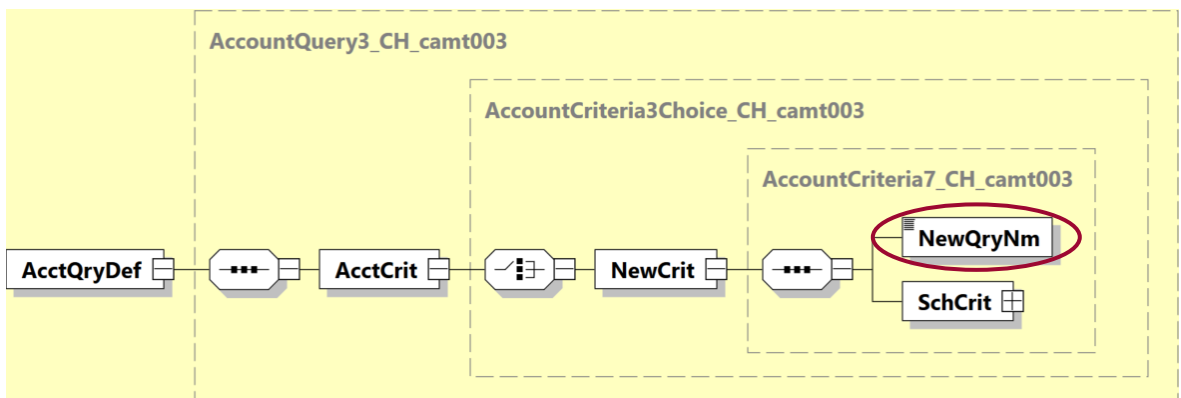 AccountQuery3_CH_camt003
AccountCriteria3Choice_CH_camt003
AccountCriteria7_CH_camt003
NewQryNm
AcctQryDef
AcctCrit
NewCrit
SchCrit